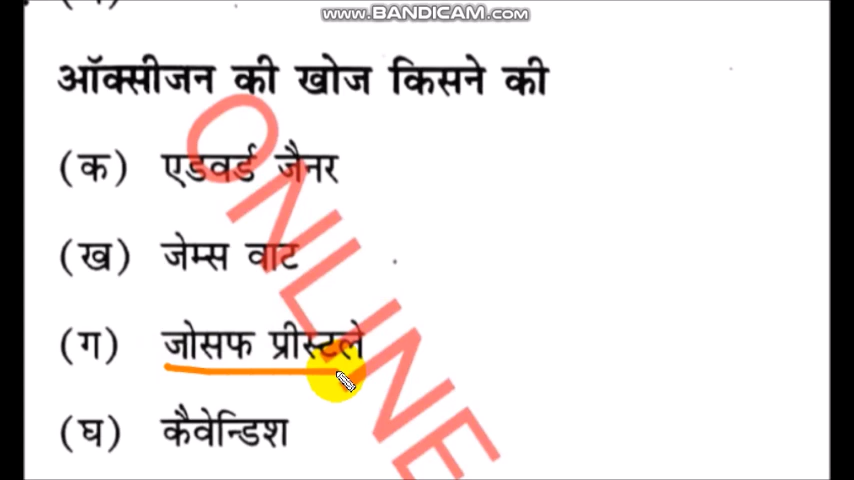 www.BANDICAM.com
ऑक्सीजन की खोज किसने की
(क) एडवर्ड जैनर
(ख) जेम्स वाट
(ग) जोसफ प्रीस्टले
(घ) कैवेन्डिश
ONLINE